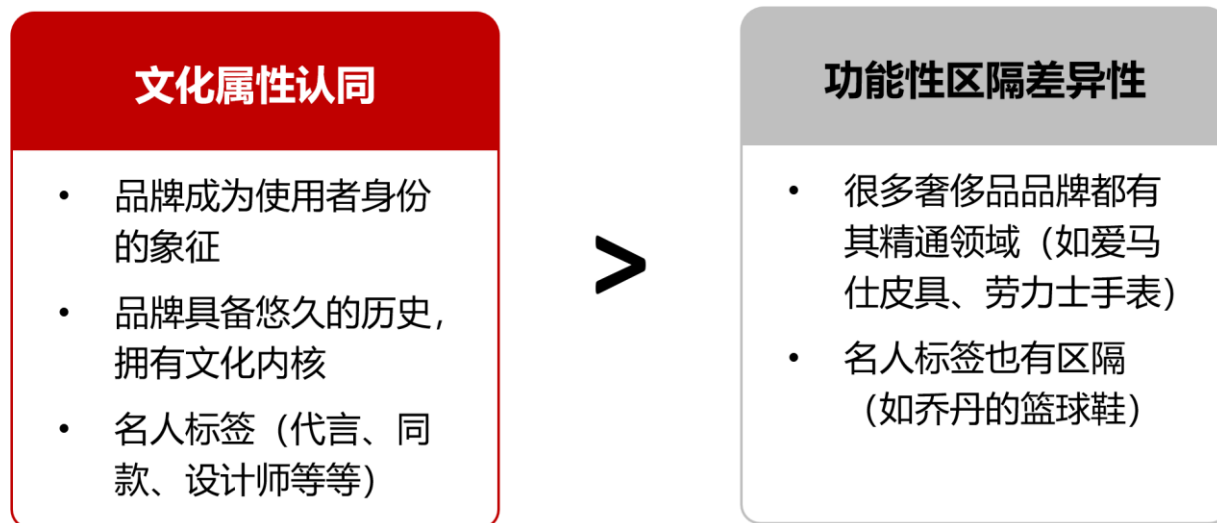 文化属性认同
• 品牌成为使用者身份
的象征
• 品牌具备悠久的历史，
拥有文化内核
• 名人标签（代言、同
款、设计师等等）
>
功能性区隔差异性
• 很多奢侈品品牌都有
其精通领域（如爱马
仕皮具、劳力士手表）
• 名人标签也有区隔
（如乔丹的篮球鞋）